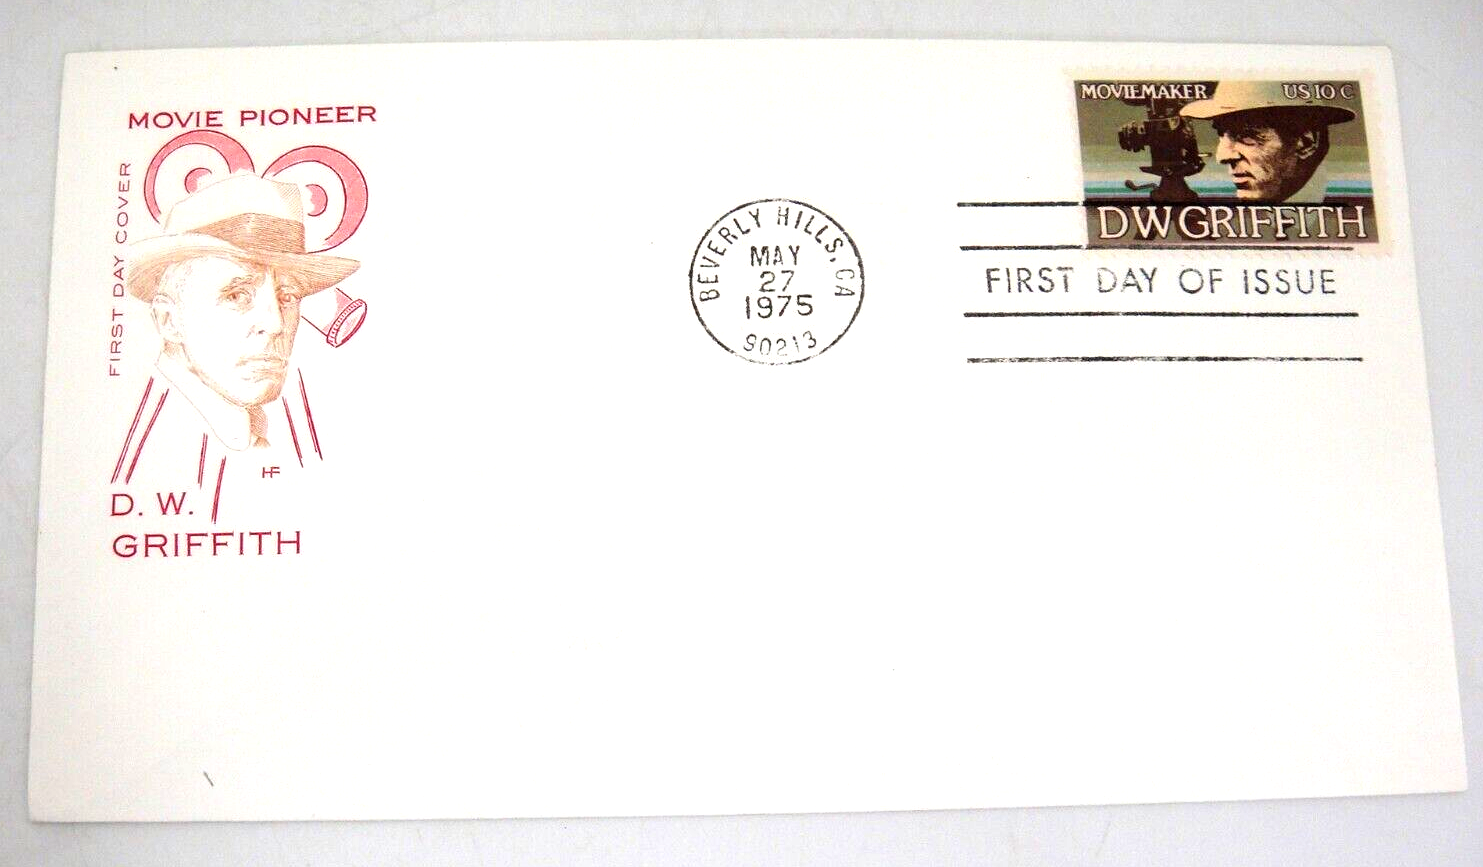 MOVIE PIONEER
FIRST DAY COVER
HF
D. W.
GRIFFITH
BEVERLY HILLS, CA
MAY
27
1975
90213
MOVIEMAKER US 10 C
DW GRIFFITH
FIRST DAY OF ISSUE